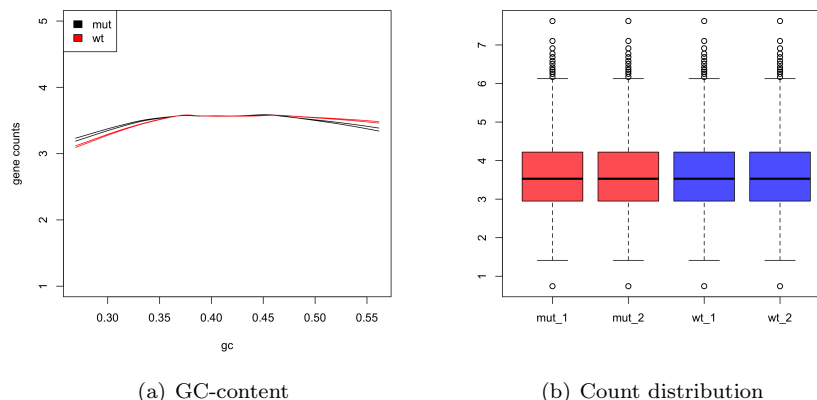 mut
wt
gene counts
5
4
3
2
1
0.30 0.35 0.40 0.45 0.50 0.55
gc
(a) GC-content
7
6
5
4
3
2
1
mut_1 mut_2 wt_1 wt_2
(b) Count distribution